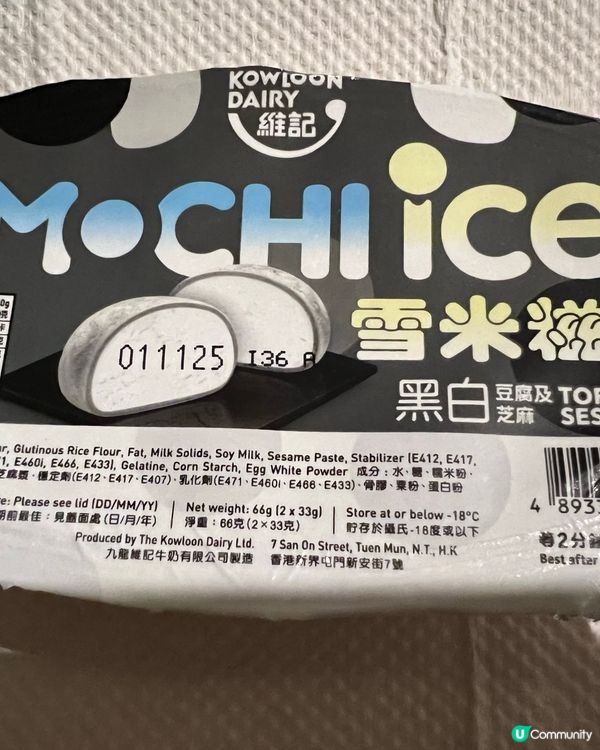 KOWLOON
DAIRY
維記
MOCHI ice
雪米糍
011125 I36 A
黑白 豆腐及
芝麻
Glutinous Rice Flour, Fat, Milk Solids, Soy Milk, Sesame Paste, Stabilizer (E412, E417,
E460i, E466, E433), Gelatine, Corn Starch, Egg White Powder 成分：水、糖、糯米粉、
穩定劑(E412、E417、E407)、乳化劑(E471、E460i、E466、E433)、骨膠、粟粉、蛋白粉
Please see lid (DD/MM/YY)
期前最佳：見蓋面處 (日/月/年)
Net weight: 66g (2 x 33g)
淨重：66克 (2×33克)
Store at or below -18°C
貯存於攝氏-18度或以下
Produced by The Kowloon Dairy Ltd. 7 San On Street, Tuen Mun, N.T., H.K
九龍維記牛奶有限公司製造 香港新界屯門新安街7號
4 893
2分
Best after
U Community